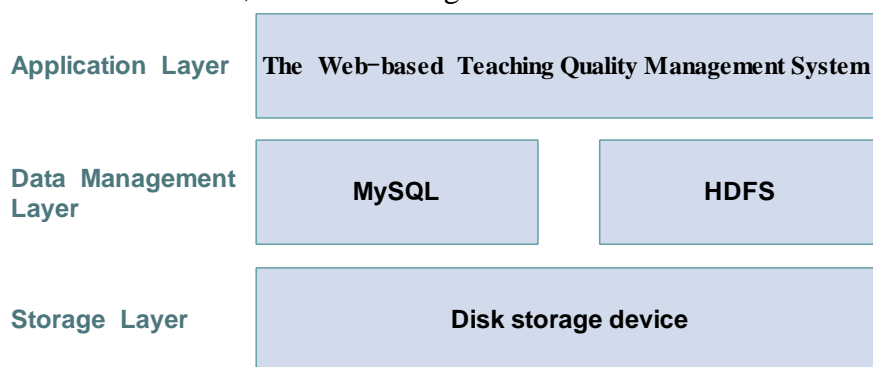 Application Layer
The Web-based Teaching Quality Management System
Data Management
Layer
MySQL
HDFS
Storage Layer
Disk storage device